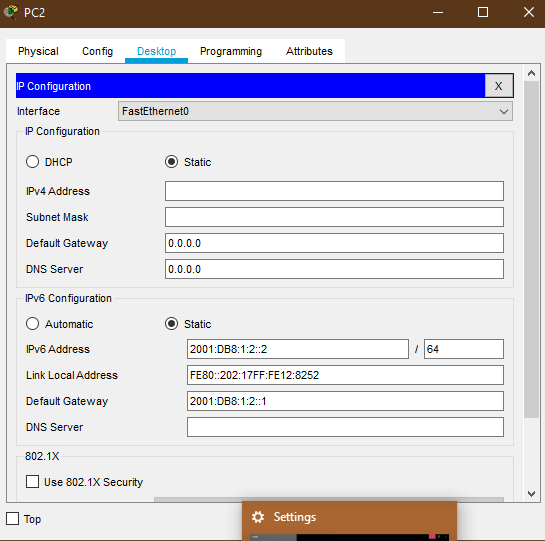 PC2
Physical Config Desktop Programming Attributes
IP Configuration X
Interface FastEthernet0
IP Configuration
DHCP Static
IPv4 Address
Subnet Mask
Default Gateway 0.0.0.0
DNS Server 0.0.0.0
IPv6 Configuration
Automatic Static
IPv6 Address 2001:DB8:1:2::2 / 64
Link Local Address FE80::202:17FF:FE12:8252
Default Gateway 2001:DB8:1:2::1
DNS Server
802.1X
Use 802.1X Security
Top
Settings